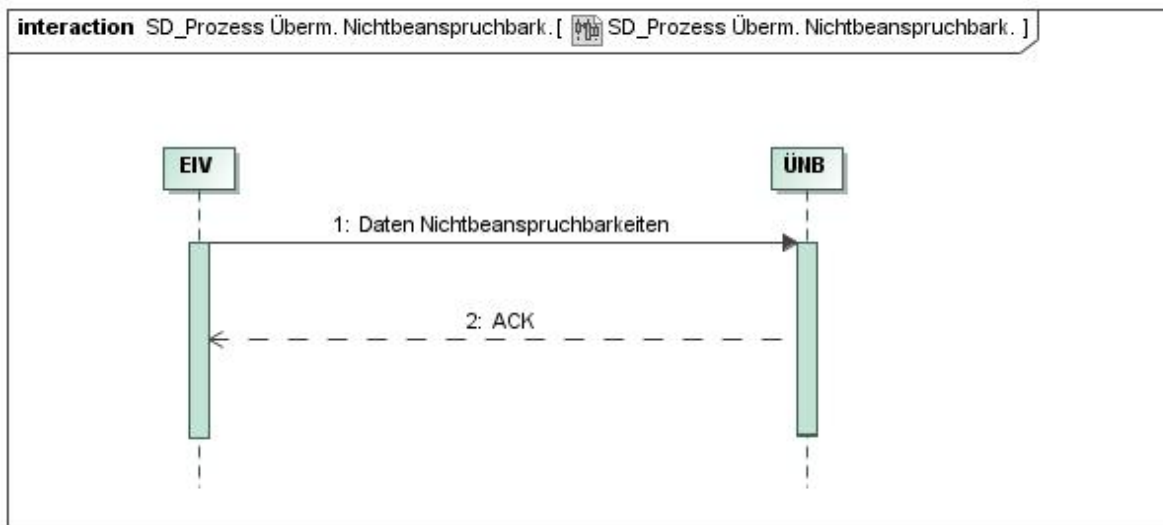 interaction SD_Prozess Überm. Nichtbeanspruchbark.[ SD_Prozess Überm. Nichtbeanspruchbark. ]
EIV
ÜNB
1: Daten Nichtbeanspruchbarkeiten
2: ACK